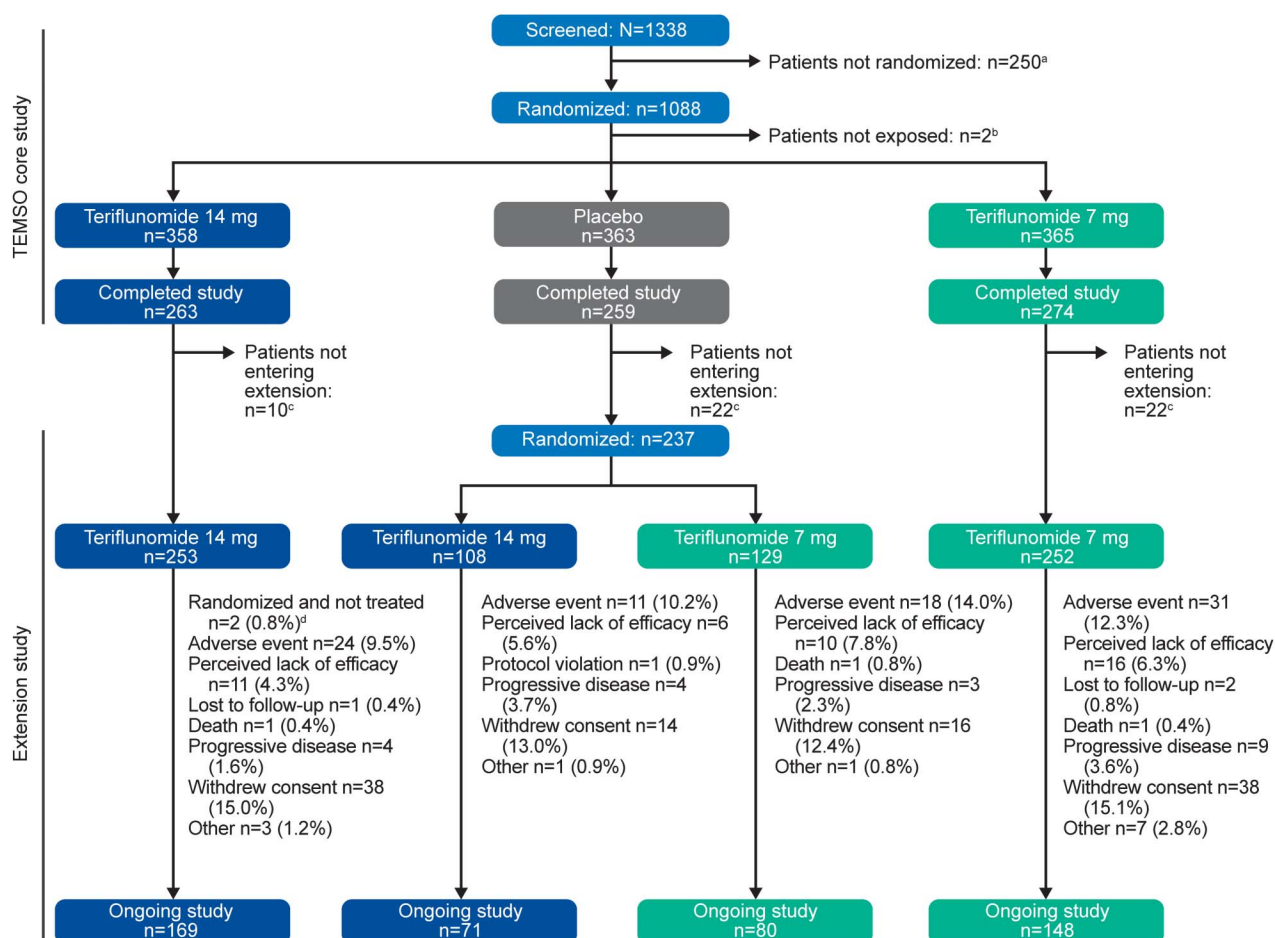 TEMSO core study
Screened: N=1338
Patients not randomized: n=250ᵃ
Randomized: n=1088
Patients not exposed: n=2ᵇ
Teriflunomide 14 mg
n=358
Placebo
n=363
Teriflunomide 7 mg
n=365
Completed study
n=263
Completed study
n=259
Completed study
n=274
Patients not
entering
extension:
n=10ᶜ
Patients not
entering
extension:
n=22ᶜ
Patients not
entering
extension:
n=22ᶜ
Extension study
Randomized: n=237
Teriflunomide 14 mg
n=253
Teriflunomide 14 mg
n=108
Teriflunomide 7 mg
n=129
Teriflunomide 7 mg
n=252
Randomized and not treated
n=2 (0.8%)ᵈ
Adverse event n=24 (9.5%)
Perceived lack of efficacy
n=11 (4.3%)
Lost to follow-up n=1 (0.4%)
Death n=1 (0.4%)
Progressive disease n=4
(1.6%)
Withdrew consent n=38
(15.0%)
Other n=3 (1.2%)
Adverse event n=11 (10.2%)
Perceived lack of efficacy n=6
(5.6%)
Protocol violation n=1 (0.9%)
Progressive disease n=4
(3.7%)
Withdrew consent n=14
(13.0%)
Other n=1 (0.9%)
Adverse event n=18 (14.0%)
Perceived lack of efficacy
n=10 (7.8%)
Death n=1 (0.8%)
Progressive disease n=3
(2.3%)
Withdrew consent n=16
(12.4%)
Other n=1 (0.8%)
Adverse event n=31
(12.3%)
Perceived lack of efficacy
n=16 (6.3%)
Lost to follow-up n=2
(0.8%)
Death n=1 (0.4%)
Progressive disease n=9
(3.6%)
Withdrew consent n=38
(15.1%)
Other n=7 (2.8%)
Ongoing study
n=169
Ongoing study
n=71
Ongoing study
n=80
Ongoing study
n=148